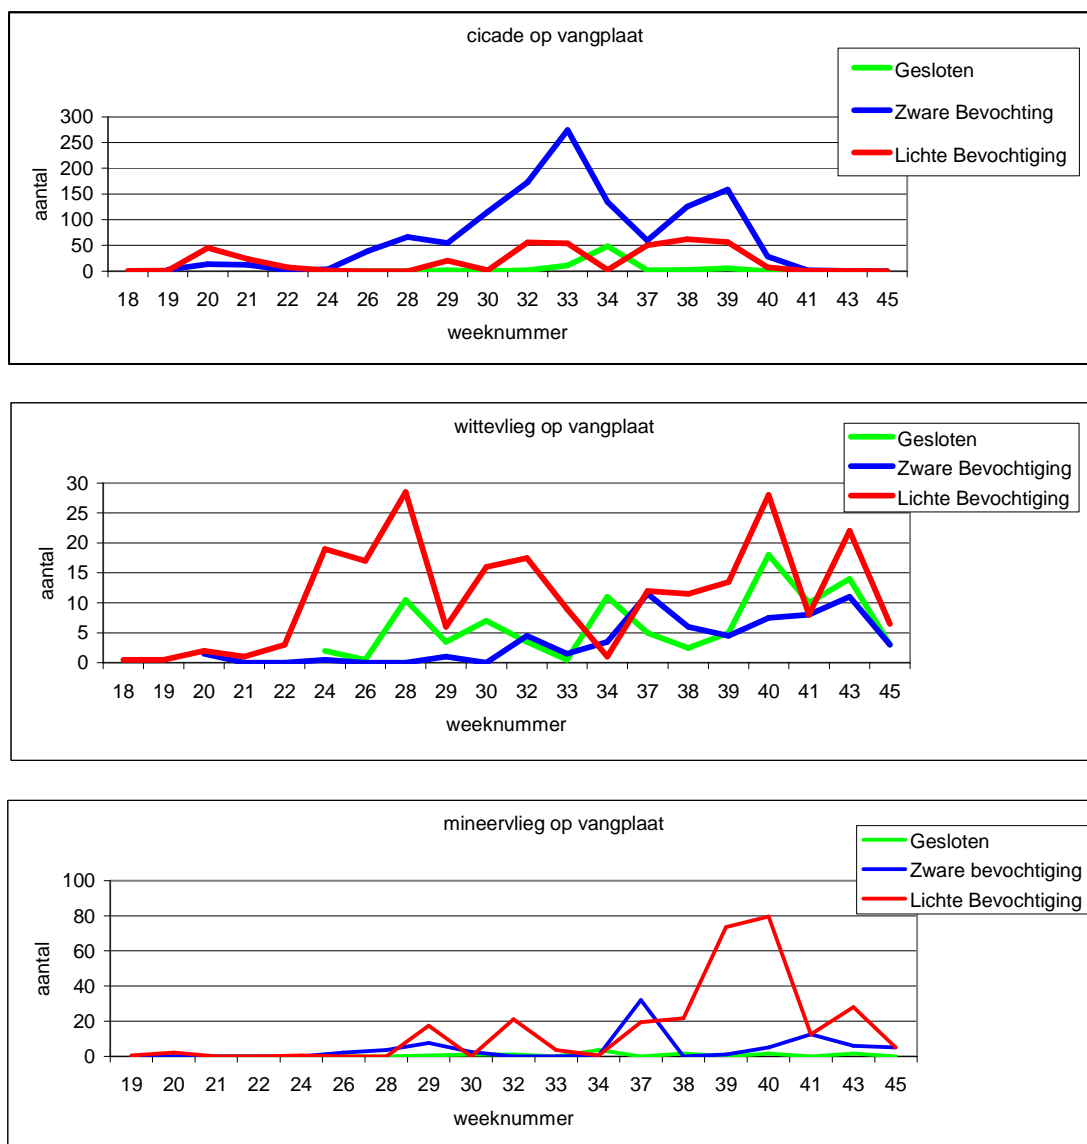 cicade op vangplaat
Gesloten
Zware Bevochting
Lichte Bevochtiging
aantal
300
250
200
150
100
50
0
18 19 20 21 22 24 26 28 29 30 32 33 34 37 38 39 40 41 43 45
weeknummer
wittevlieg op vangplaat
Gesloten
Zware Bevochtiging
Lichte Bevochtiging
aantal
30
25
20
15
10
5
0
18 19 20 21 22 24 26 28 29 30 32 33 34 37 38 39 40 41 43 45
weeknummer
mineervlieg op vangplaat
Gesloten
Zware bevochtiging
Lichte Bevochtiging
aantal
100
80
60
40
20
0
19 20 21 22 24 26 28 29 30 32 33 34 37 38 39 40 41 43 45
weeknummer